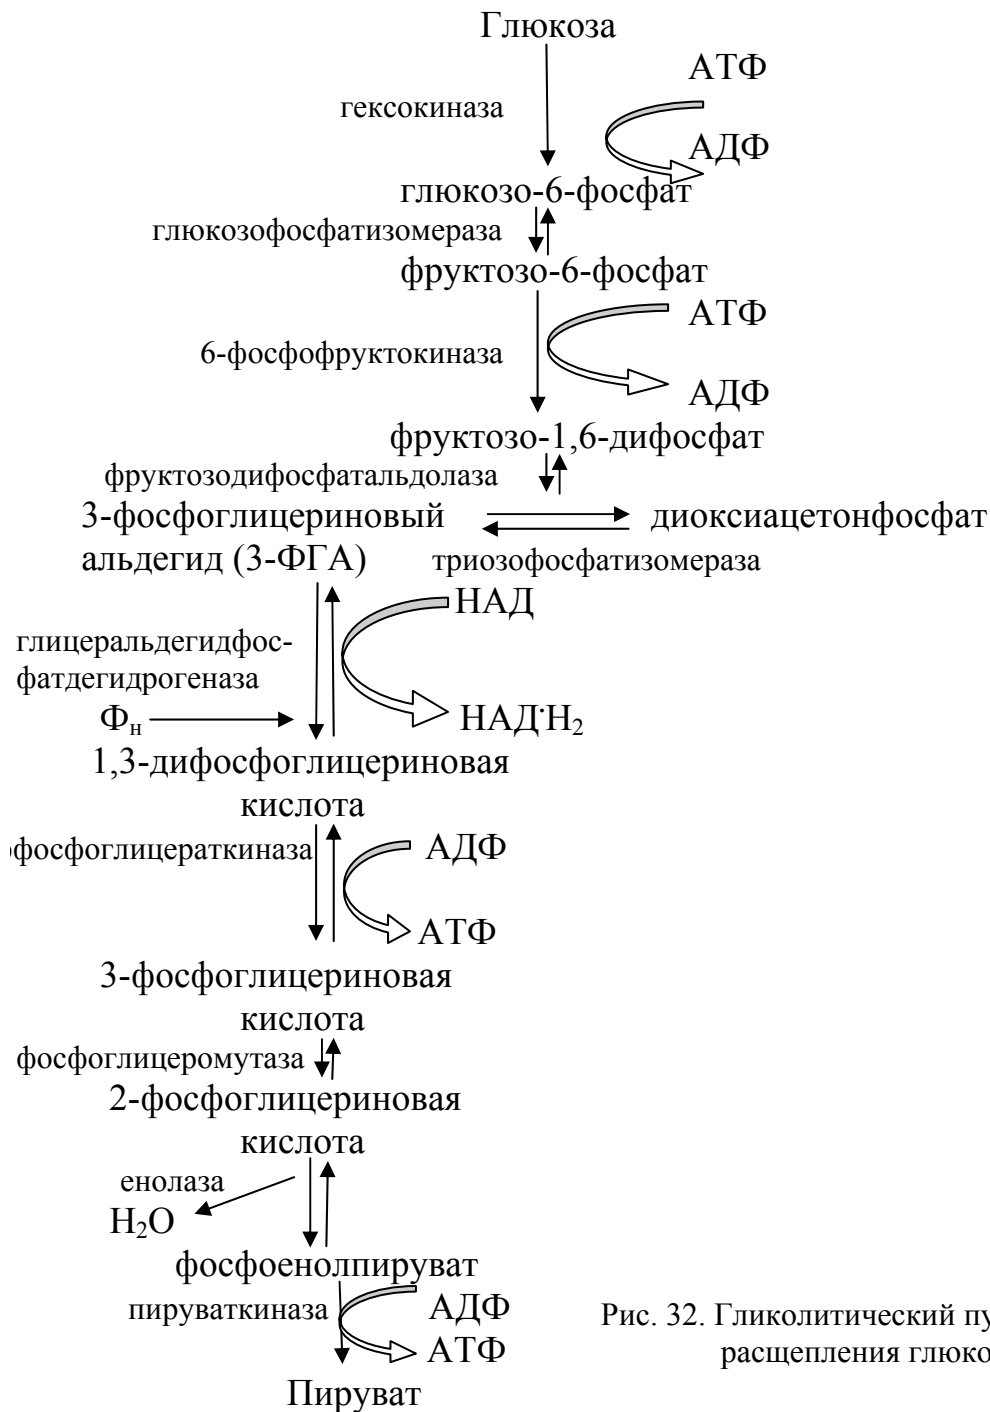 Глюкоза
АТФ
гексокиназа
АДФ
глюкозо-6-фосфат
глюкозофосфатизомераза
фруктозо-6-фосфат
АТФ
6-фосфофруктокиназа
АДФ
фруктозо-1,6-дифосфат
фруктозодифосфатальдолаза
3-фосфоглицериновый
альдегид (3-ФГА)
диоксиацетонфосфат
триозофосфатизомераза
НАД
глицеральдегидфос-
фатдегидрогеназа
Фн
НАД·Н2
1,3-дифосфоглицериновая
кислота
фосфоглицераткиназа
АДФ
АТФ
3-фосфоглицериновая
кислота
фосфоглицеромутаза
2-фосфоглицериновая
кислота
енолаза
Н2О
фосфоенолпируват
пируваткиназа
АДФ
АТФ
Пируват
Рис. 32. Гликолитический пу
расщепления глюко